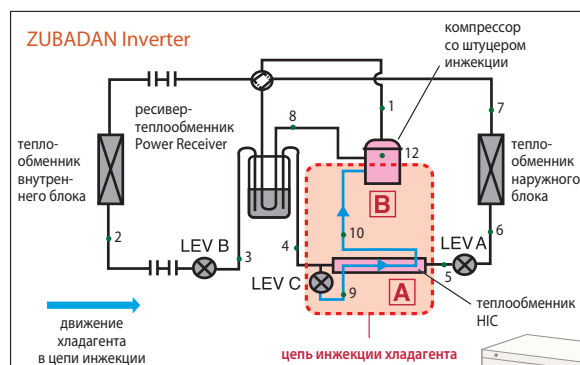 ZUBADAN Inverter
компрессор
со штуцером
инжекции
ресивер-
теплообменник
Power Receiver
1
7
8
12
тепло-
обменник
внутрен-
него блока
тепло-
обменник
наружного
блока
B
2
10
6
LEV B
3
4
LEV A
5
LEV C
9
A
теплообменник
HIC
движение
хладагента
в цепи инжекции
цепь инжекции хладагента